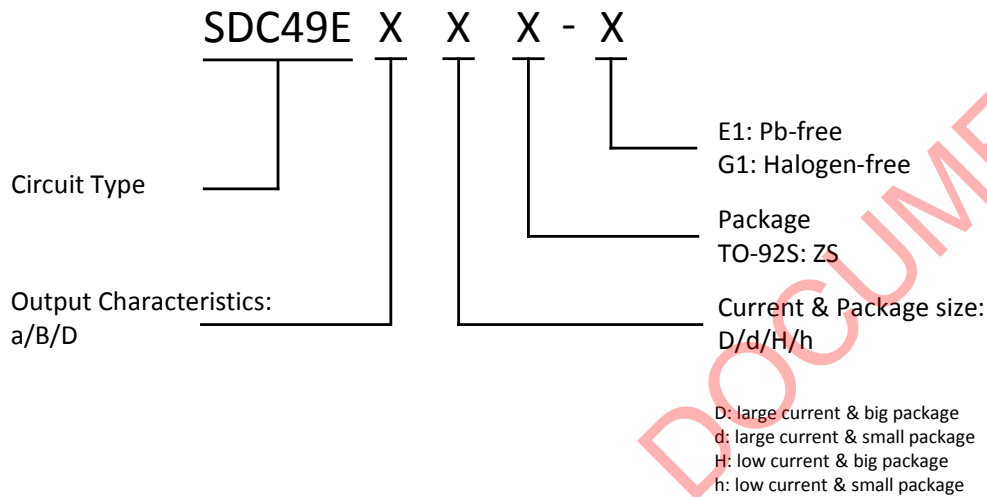 SDC49E X X X - X
E1: Pb-free
G1: Halogen-free
Circuit Type
Package
TO-92S: ZS
Output Characteristics:
a/B/D
Current & Package size:
D/d/H/h
D: large current & big package
d: large current & small package
H: low current & big package
h: low current & small package